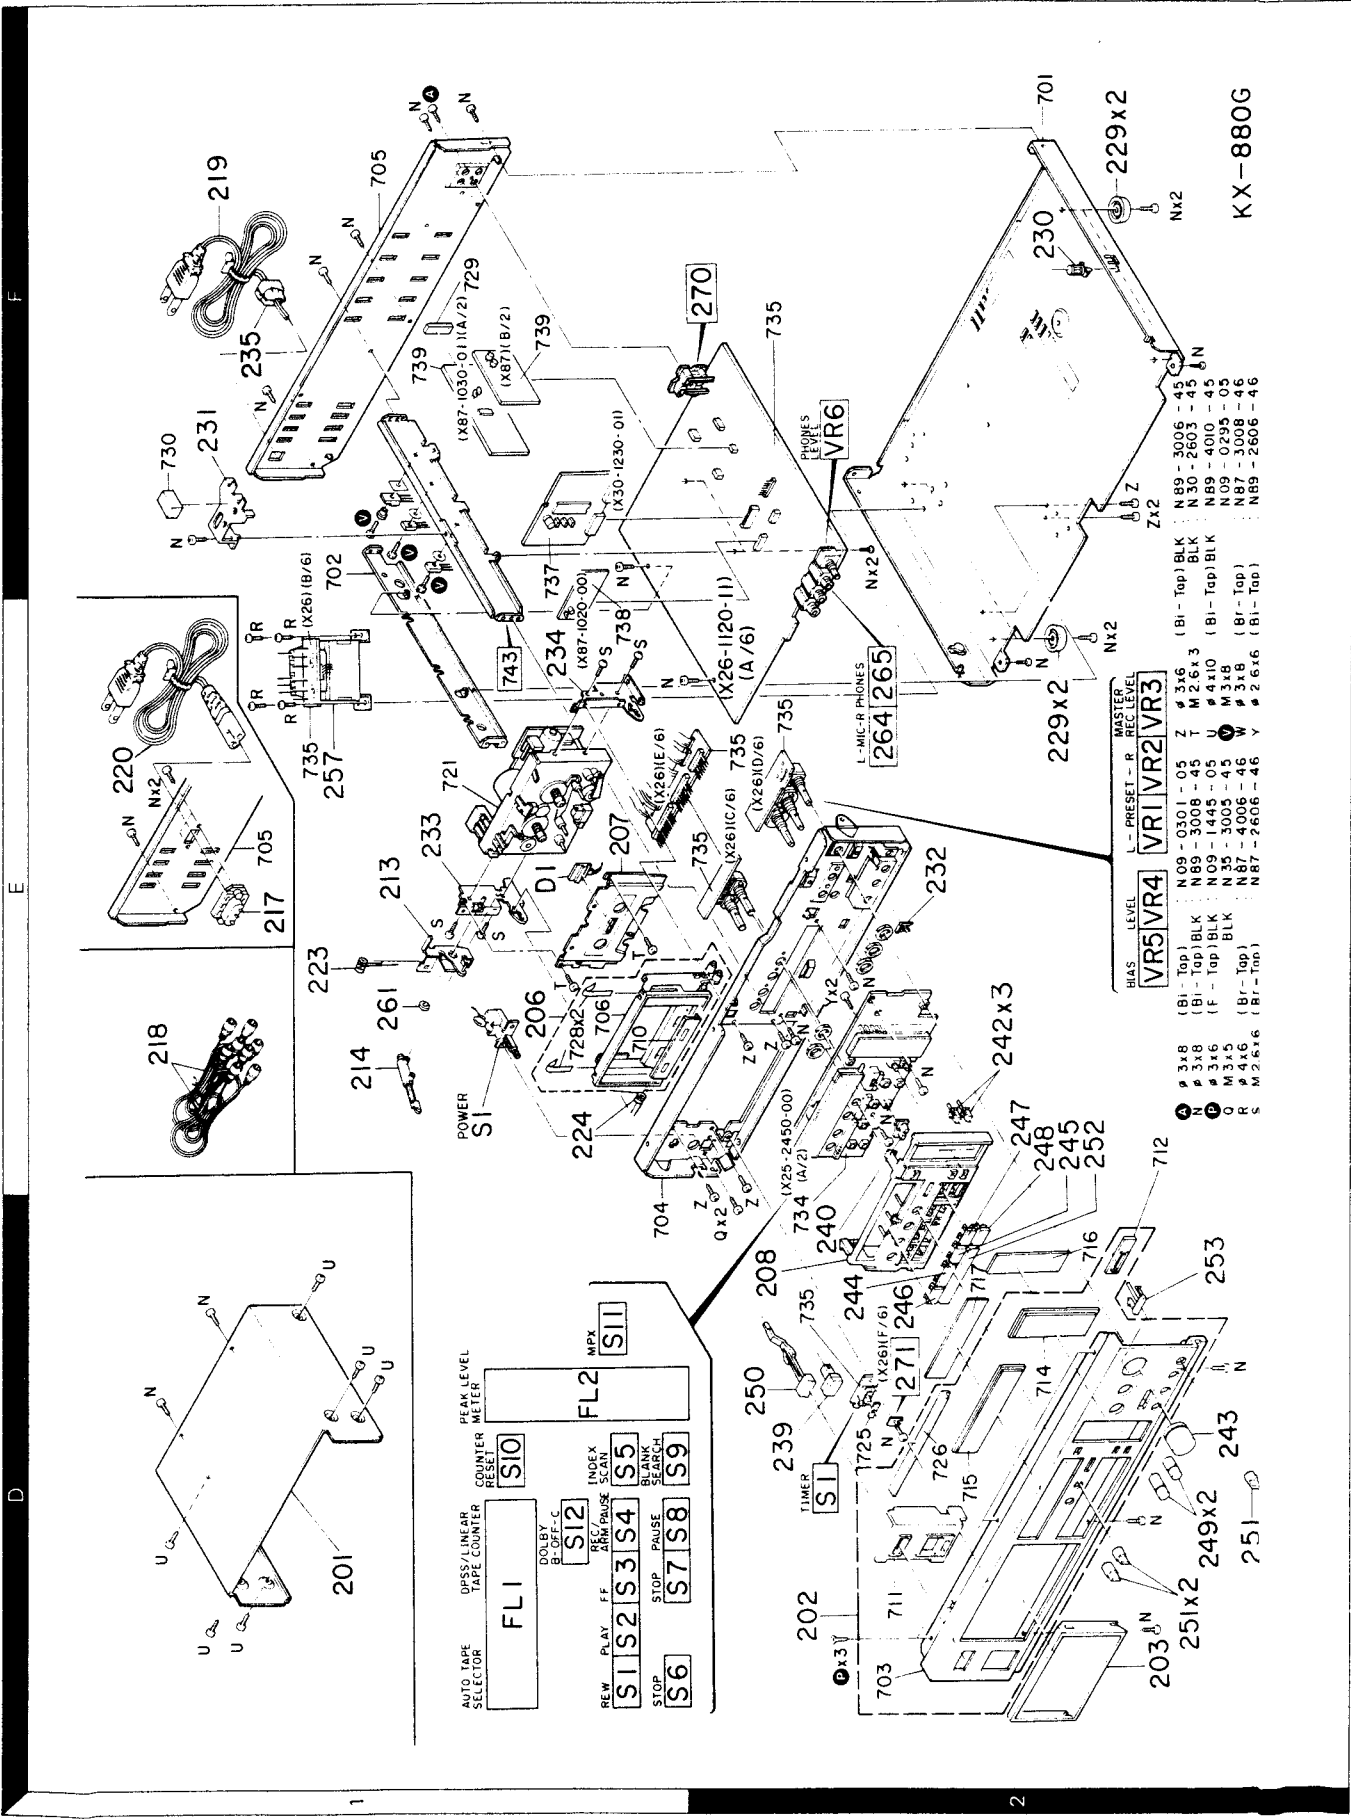 D
E
F
1
2
U
N
N
U
U
U
U
U
201
218
220
N
Nx2
705
217
R
R
R
R
735
(X26)(B/6)
257
730
N
231
235
219
N
N
N
705
N
Ⓐ
N
702
Ⓥ
Ⓥ
Ⓥ
743
739
(X87-1030-01)(A/2)
729
(X87)(B/2)
739
737
(X30-1230-01)
(X87-1020-00)
738
N
N
270
735
(X26-1120-11)
(A/6)
PHONES
LEVEL
VR6
L-MIC-R PHONES
264 265
Nx2
721
234
S
233
213
S
S
223
261
214
POWER
S1
206
728x2
706
710
224
T
T
D1
207
(X26)(E/6)
735
735
(X26)(C/6)
(X26)(D/6)
735
232
704
Z
Qx2
Z
Z
Z
N
Yx2
N
(X25-2450-00)
(A/2)
734
240
N
N
242x3
208
244
246
247
248
245
252
717
716
712
253
714
715
726
725
N
271
(X26)(F/6)
735
250
239
TIMER
S1
711
202
Ⓟx3
703
203
N
251x2
249x2
251
243
N
N
AUTO TAPE
SELECTOR
DPSS/LINEAR
TAPE COUNTER
FL1
COUNTER
RESET
S10
PEAK LEVEL
METER
FL2
MPX
S11
DOLBY
B-OFF-C
S12
REW PLAY FF
REC/
ARM PAUSE
INDEX
SCAN
S1 S2 S3 S4 S5
STOP
S6
STOP PAUSE
S7 S8
BLANK
SEARCH
S9
BIAS LEVEL
VR5 VR4
L - PRESET - R
MASTER
REC LEVEL
VR1 VR2 VR3
701
230
229x2
Nx2
N
Z
Zx2
229x2
Nx2
N
Ⓐ ø 3x8 (Bi - Tap) : N09 - 0301 - 05
N ø 3x8 (Bi - Tap) BLK : N89 - 3008 - 45
Ⓟ ø 3x6 (F - Tap) BLK : N09 - 1445 - 05
Q M 3x5 BLK : N35 - 3005 - 45
R ø 4x6 (Br - Tap) : N87 - 4006 - 46
S M 2.6x6 (Br - Tap) : N87 - 2606 - 46
Z ø 3x6 (Bi - Tap) BLK : N89 - 3006 - 45
T M 2.6x3 BLK : N30 - 2603 - 45
U ø 4x10 (Bi - Tap) BLK : N89 - 4010 - 45
Ⓥ M 3x8 : N09 - 0295 - 05
W ø 3x8 (Br - Tap) : N87 - 3008 - 46
Y ø 2.6x6 (Bi - Tap) : N89 - 2606 - 46
KX-880G